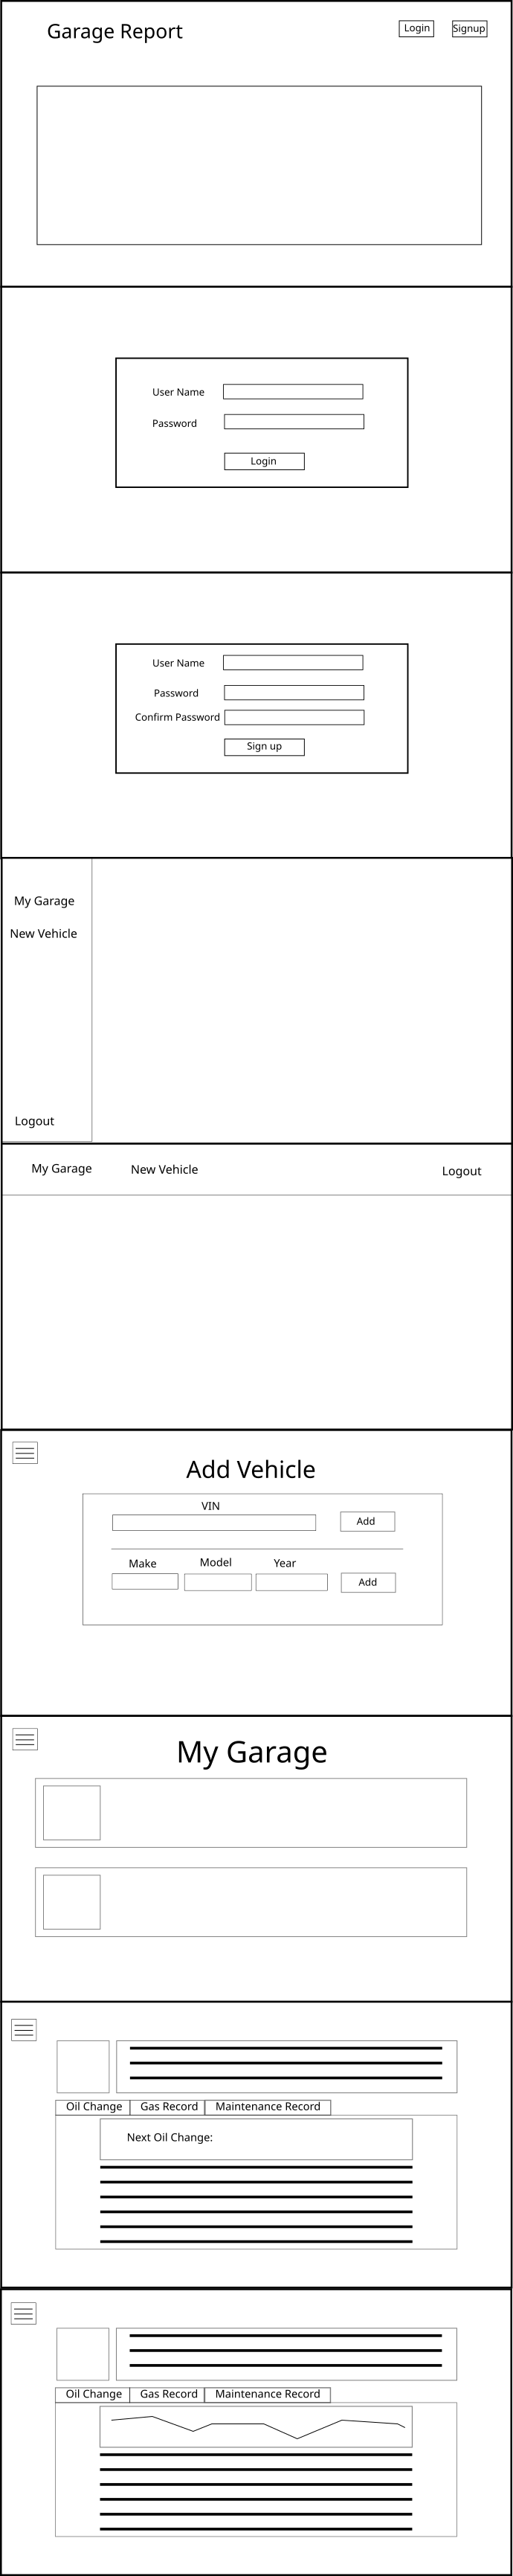 Garage Report
Login
Signup
User Name
Password
Login
User Name
Password
Confirm Password
Sign up
My Garage
New Vehicle
Logout
My Garage
New Vehicle
Logout
Add Vehicle
VIN
Add
Make
Model
Year
Add
My Garage
Oil Change
Gas Record
Maintenance Record
Next Oil Change:
Oil Change
Gas Record
Maintenance Record